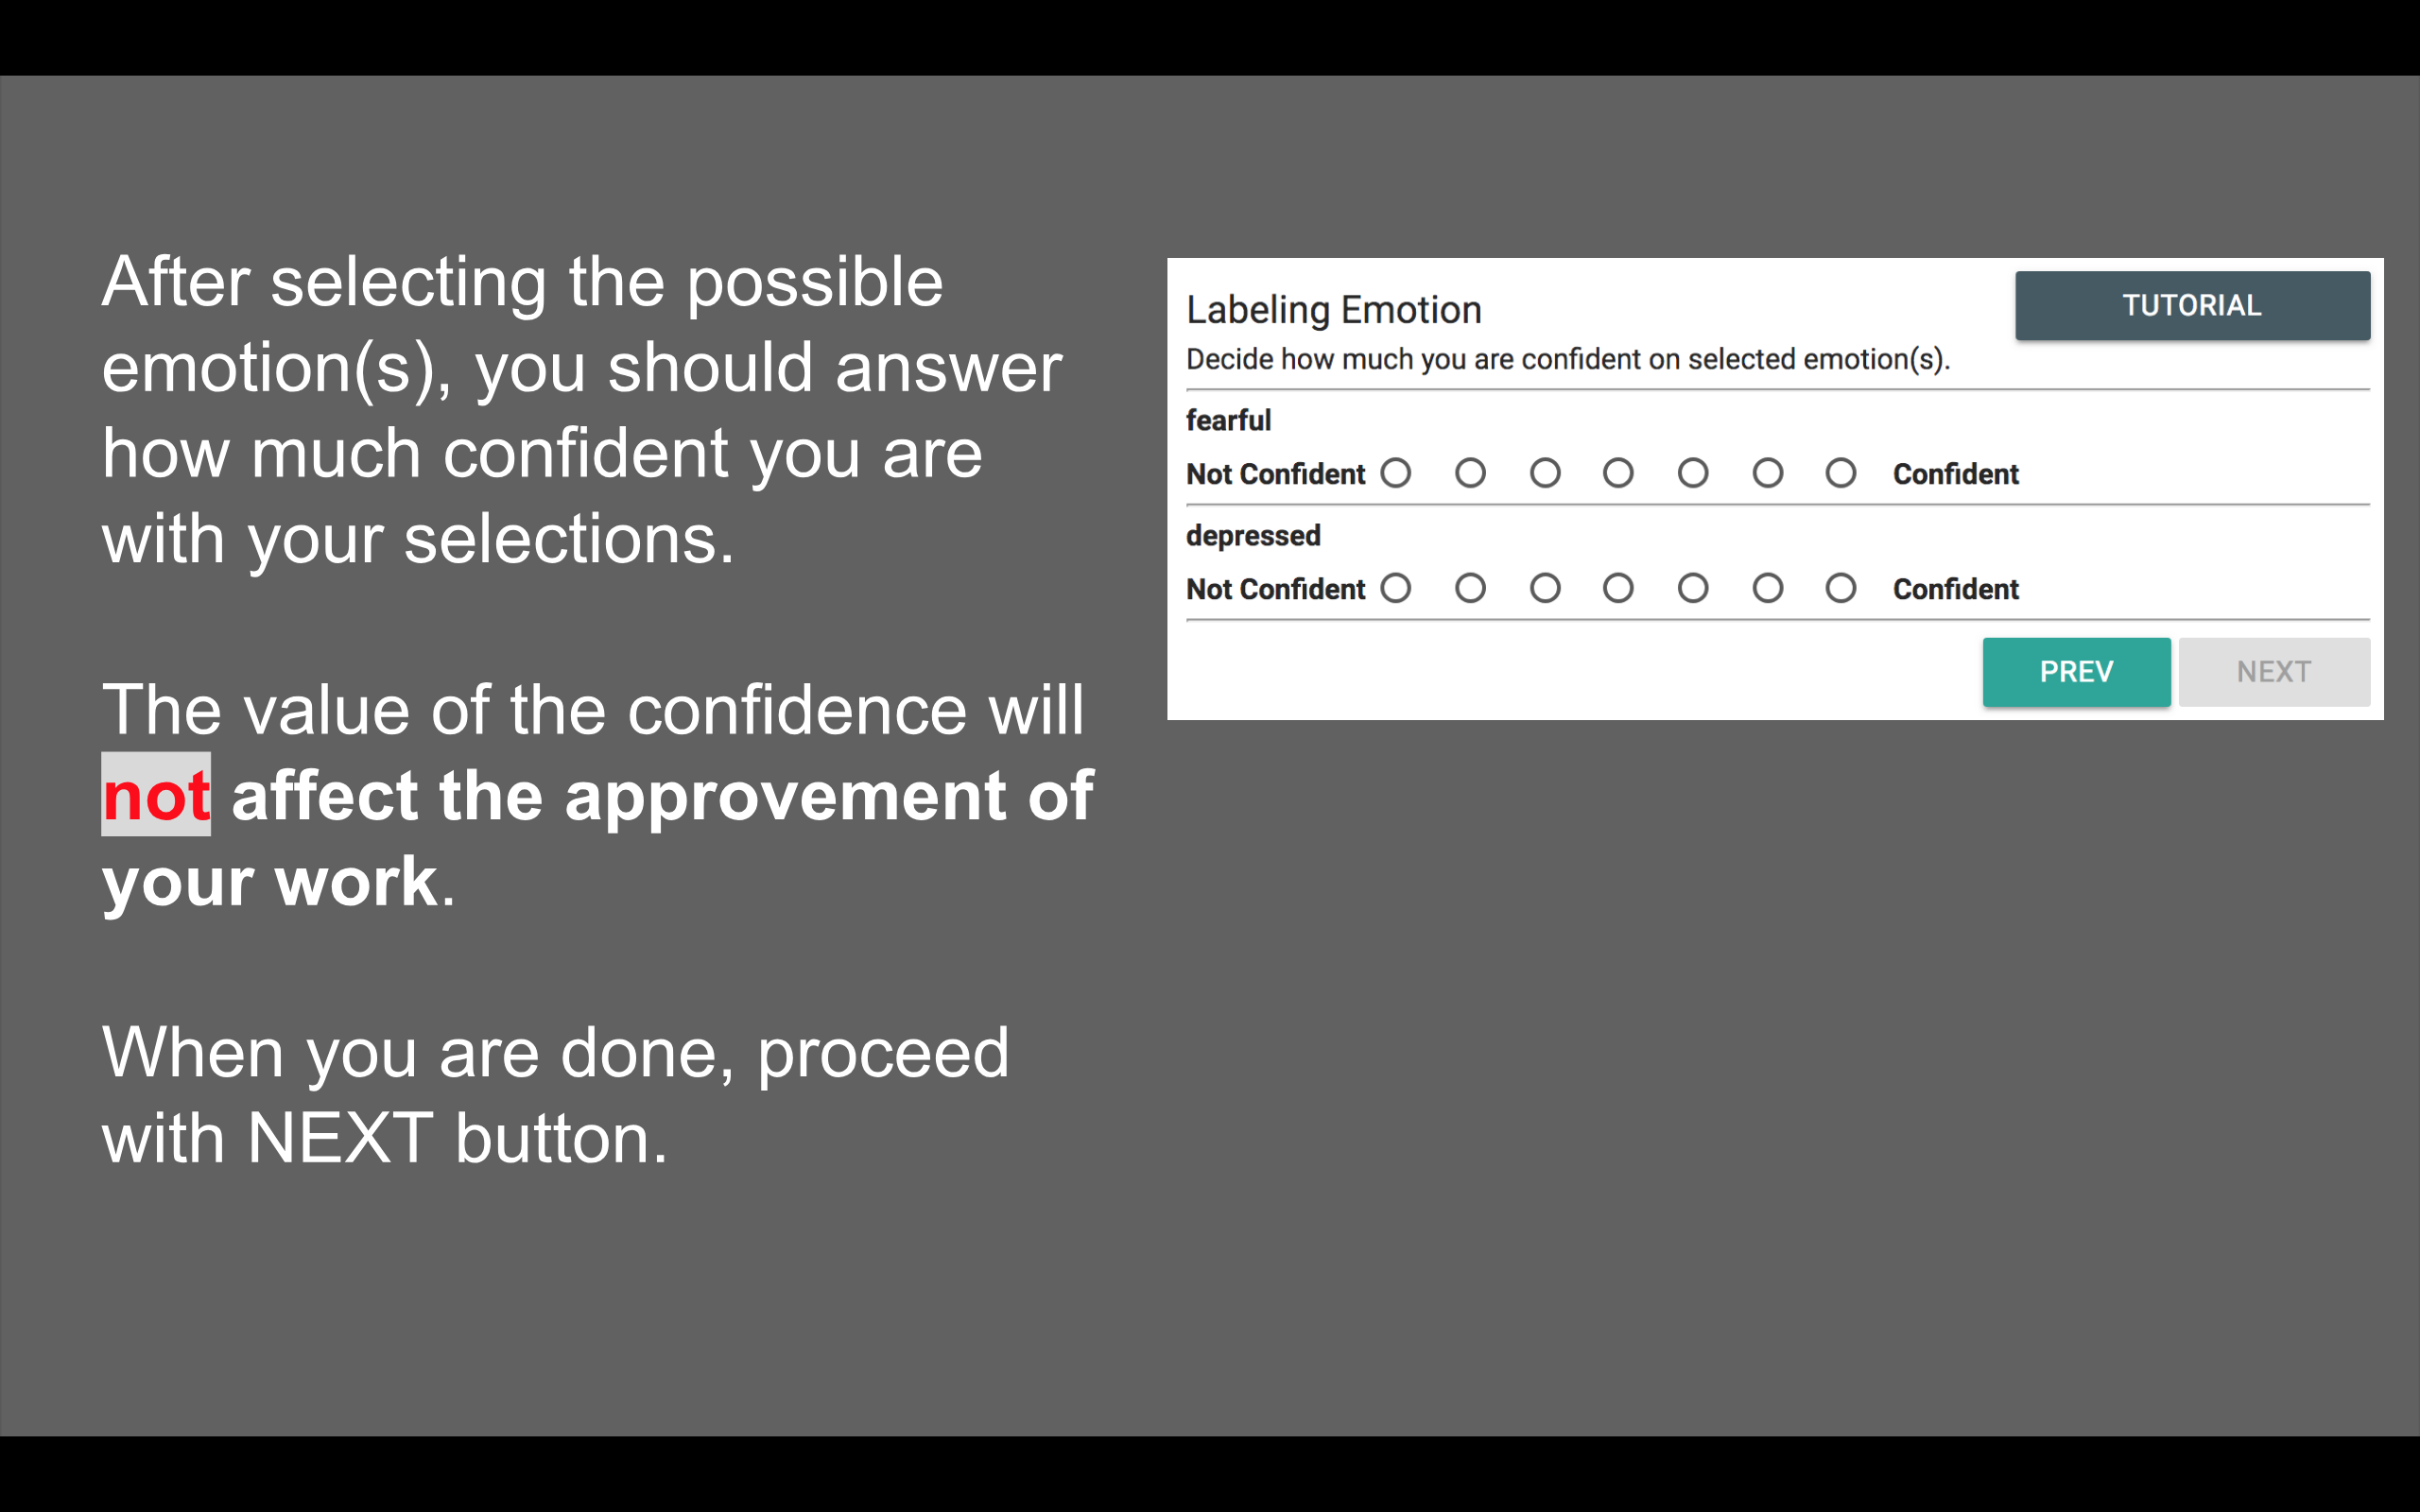 After selecting the possible
emotion(s), you should answer
how much confident you are
with your selections.
The value of the confidence will
not affect the approvement of
your work.
When you are done, proceed
with NEXT button.
TUTORIAL
Labeling Emotion
Decide how much you are confident on selected emotion(s).
fearful
Not Confident Confident
depressed
Not Confident Confident
PREV NEXT